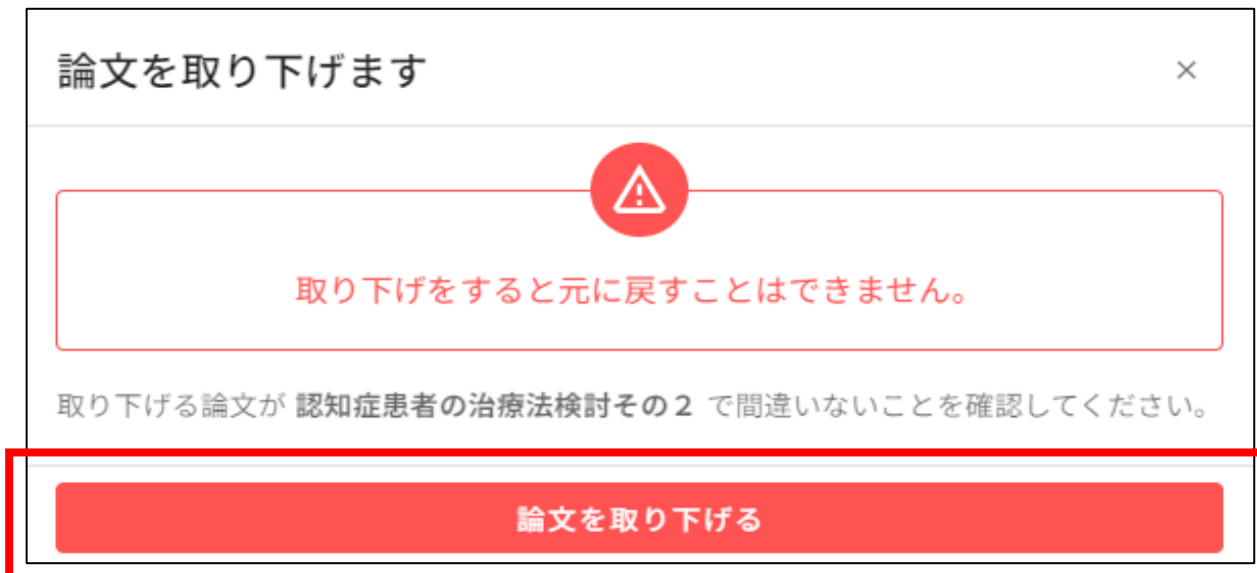 論文を取り下げます
取り下げをすると元に戻すことはできません。
取り下げる論文が 認知症患者の治療法検討その２ で間違いないことを確認してください。
論文を取り下げる